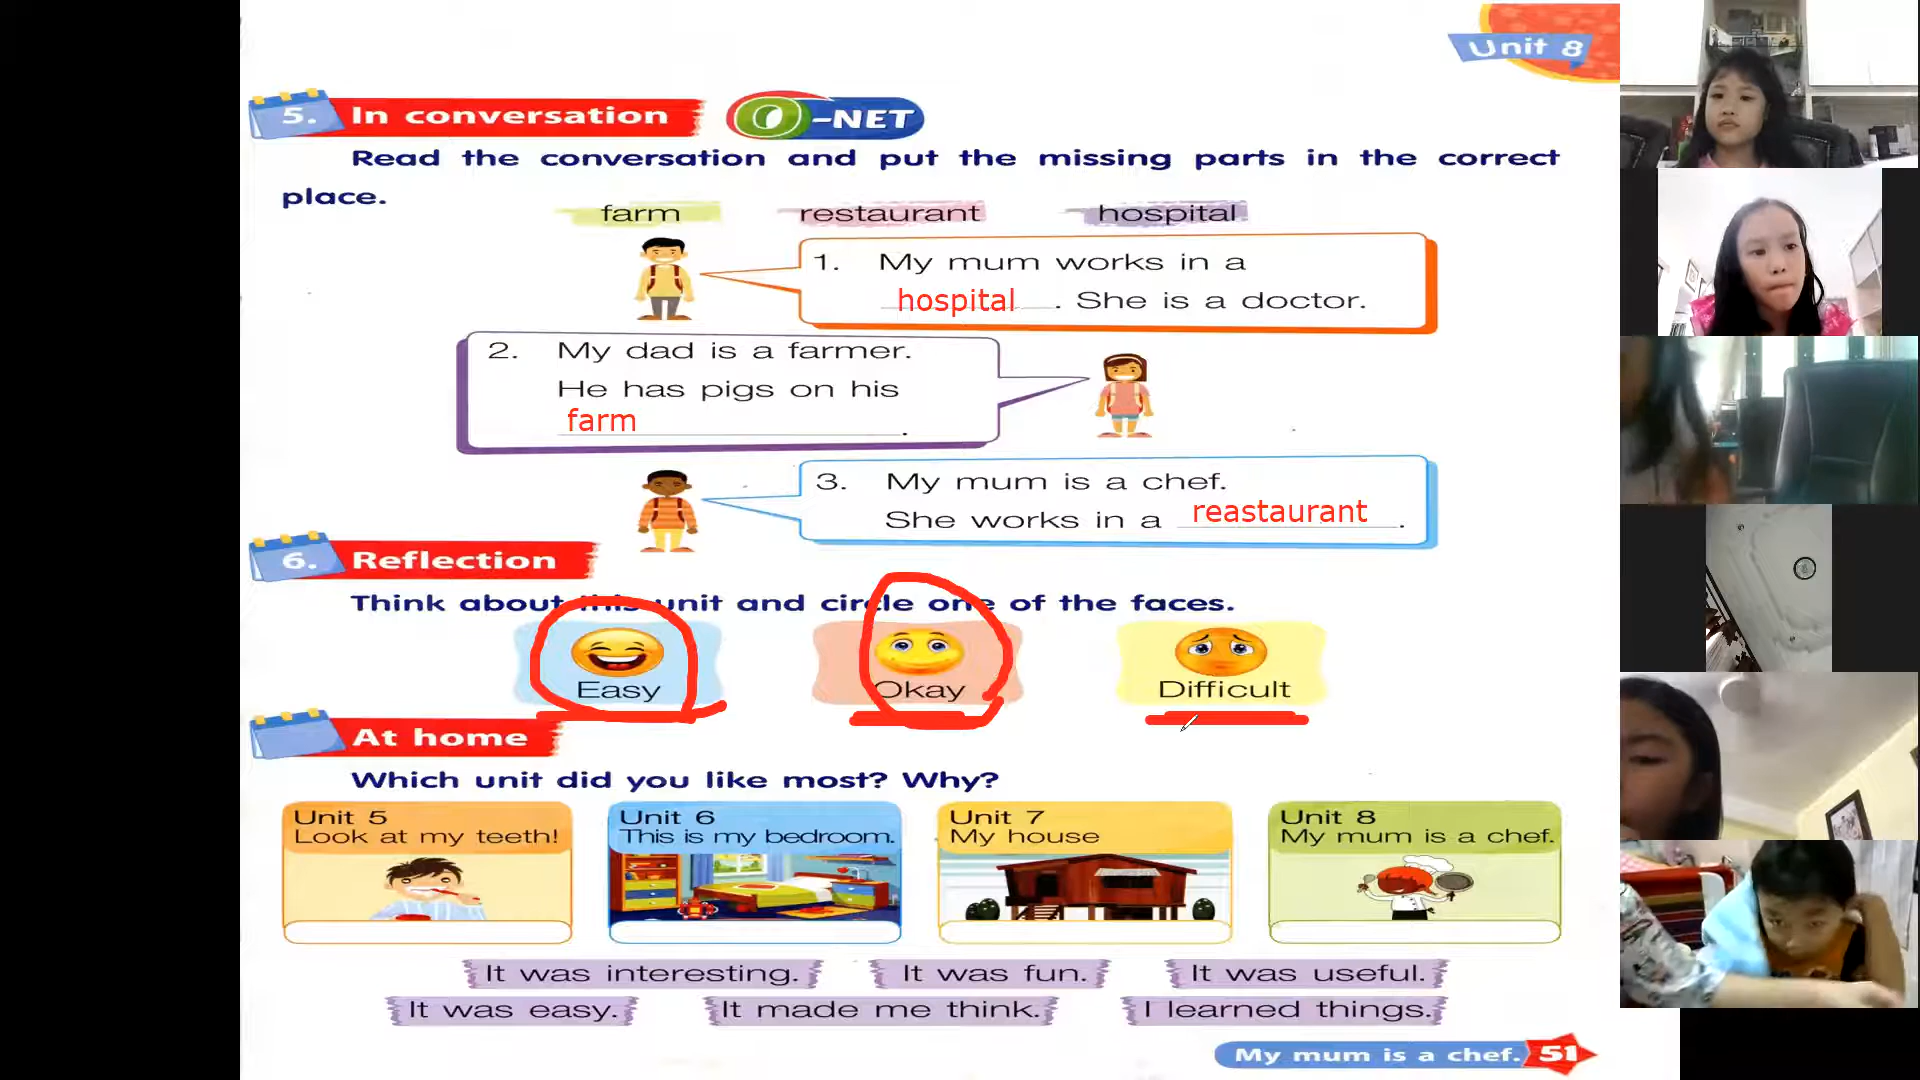 Unit 8
5. In conversation O-NET
Read the conversation and put the missing parts in the correct
place.
farm restaurant hospital
1. My mum works in a
hospital. She is a doctor.
2. My dad is a farmer.
He has pigs on his
farm.
3. My mum is a chef.
She works in a reastaurant.
6. Reflection
Think about this unit and circle one of the faces.
Easy Okay Difficult
At home
Which unit did you like most? Why?
Unit 5 Unit 6 Unit 7 Unit 8
Look at my teeth! This is my bedroom. My house My mum is a chef.
It was interesting. It was fun. It was useful.
It was easy. It made me think. I learned things.
My mum is a chef. 51